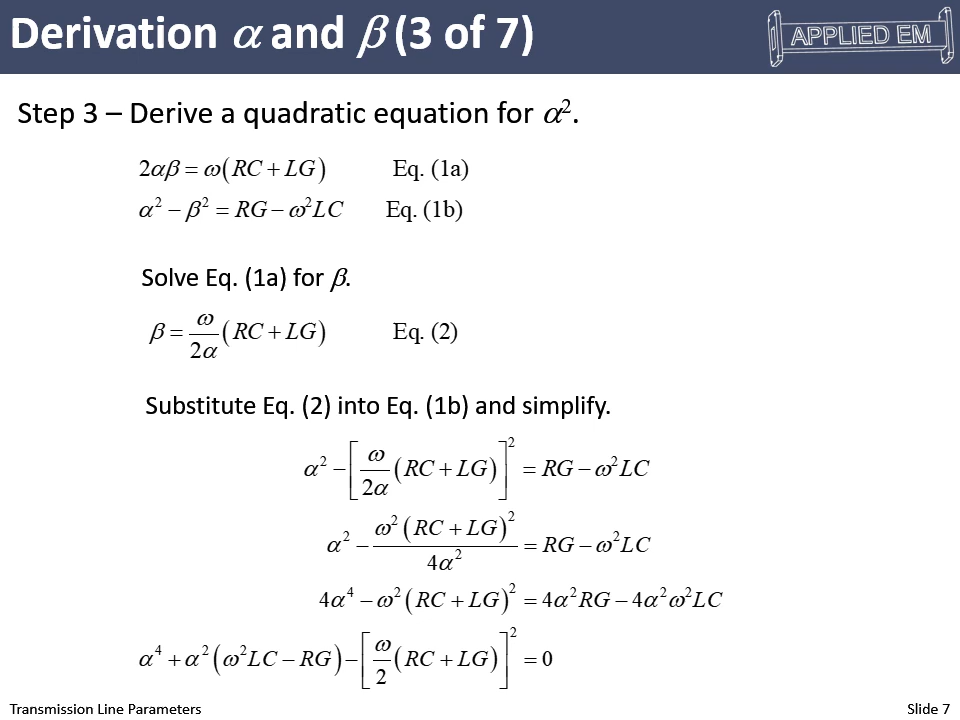 Derivation α and β (3 of 7)
APPLIED EM
Step 3 – Derive a quadratic equation for α².
2αβ = ω(RC + LG) Eq. (1a)
α² − β² = RG − ω²LC Eq. (1b)
Solve Eq. (1a) for β.
β = ω/2α (RC + LG) Eq. (2)
Substitute Eq. (2) into Eq. (1b) and simplify.
α² − [ω/2α (RC + LG)]² = RG − ω²LC
α² − ω²(RC + LG)²/4α² = RG − ω²LC
4α⁴ − ω²(RC + LG)² = 4α²RG − 4α²ω²LC
α⁴ + α²(ω²LC − RG) − [ω/2 (RC + LG)]² = 0
Transmission Line Parameters
Slide 7